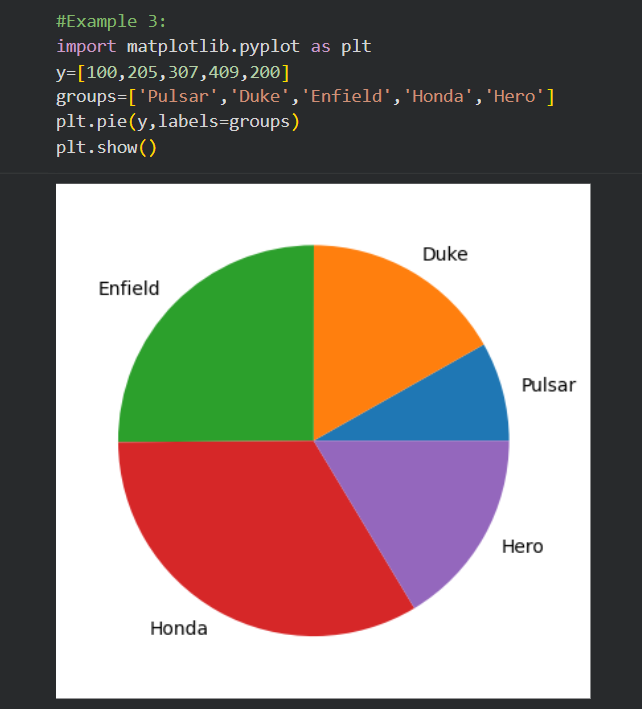 #Example 3:
import matplotlib.pyplot as plt
y=[100,205,307,409,200]
groups=['Pulsar','Duke','Enfield','Honda','Hero']
plt.pie(y,labels=groups)
plt.show()
Duke
Enfield
Pulsar
Hero
Honda